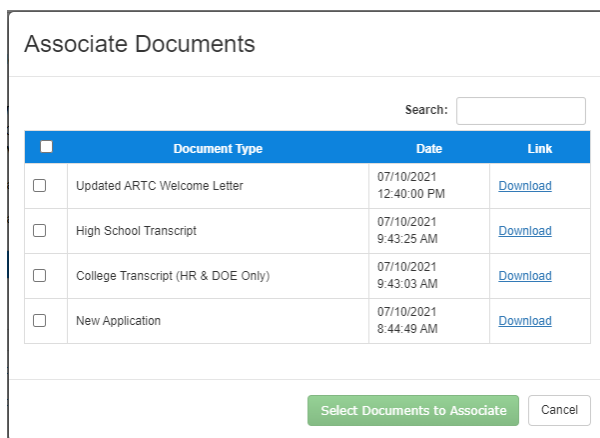 Associate Documents
Search:
Document Type Date Link
Updated ARTC Welcome Letter 07/10/2021 12:40:00 PM Download
High School Transcript 07/10/2021 9:43:25 AM Download
College Transcript (HR & DOE Only) 07/10/2021 9:43:03 AM Download
New Application 07/10/2021 8:44:49 AM Download
Select Documents to Associate Cancel